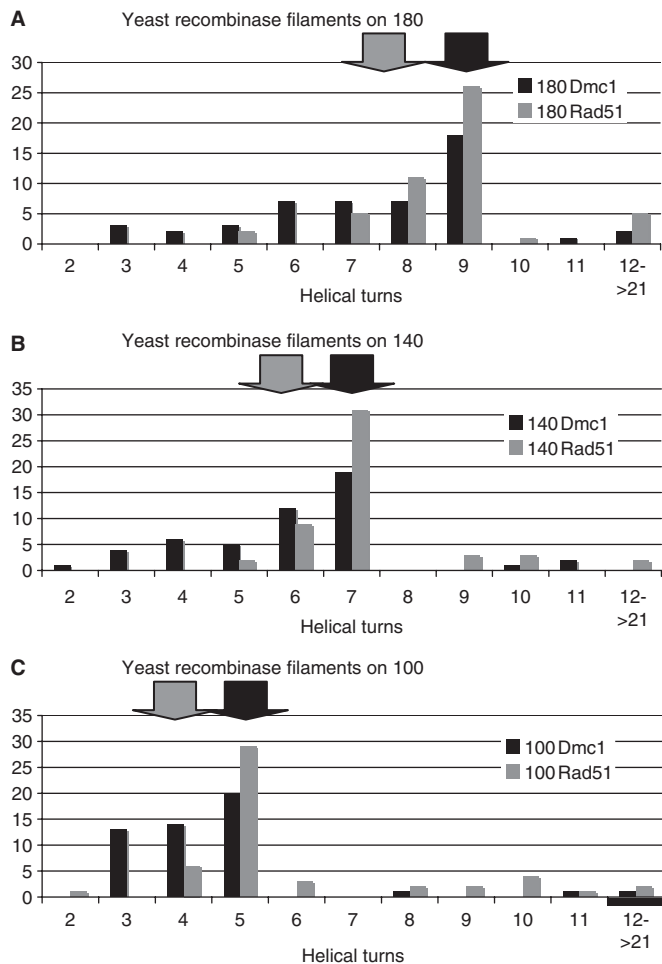 A
Yeast recombinase filaments on 180
30
25
20
15
10
5
0
180 Dmc1
180 Rad51
2 3 4 5 6 7 8 9 10 11 12-
>21
Helical turns
B
Yeast recombinase filaments on 140
35
30
25
20
15
10
5
0
140 Dmc1
140 Rad51
2 3 4 5 6 7 8 9 10 11 12-
>21
Helical turns
C
Yeast recombinase filaments on 100
35
30
25
20
15
10
5
0
100 Dmc1
100 Rad51
2 3 4 5 6 7 8 9 10 11 12-
>21
Helical turns